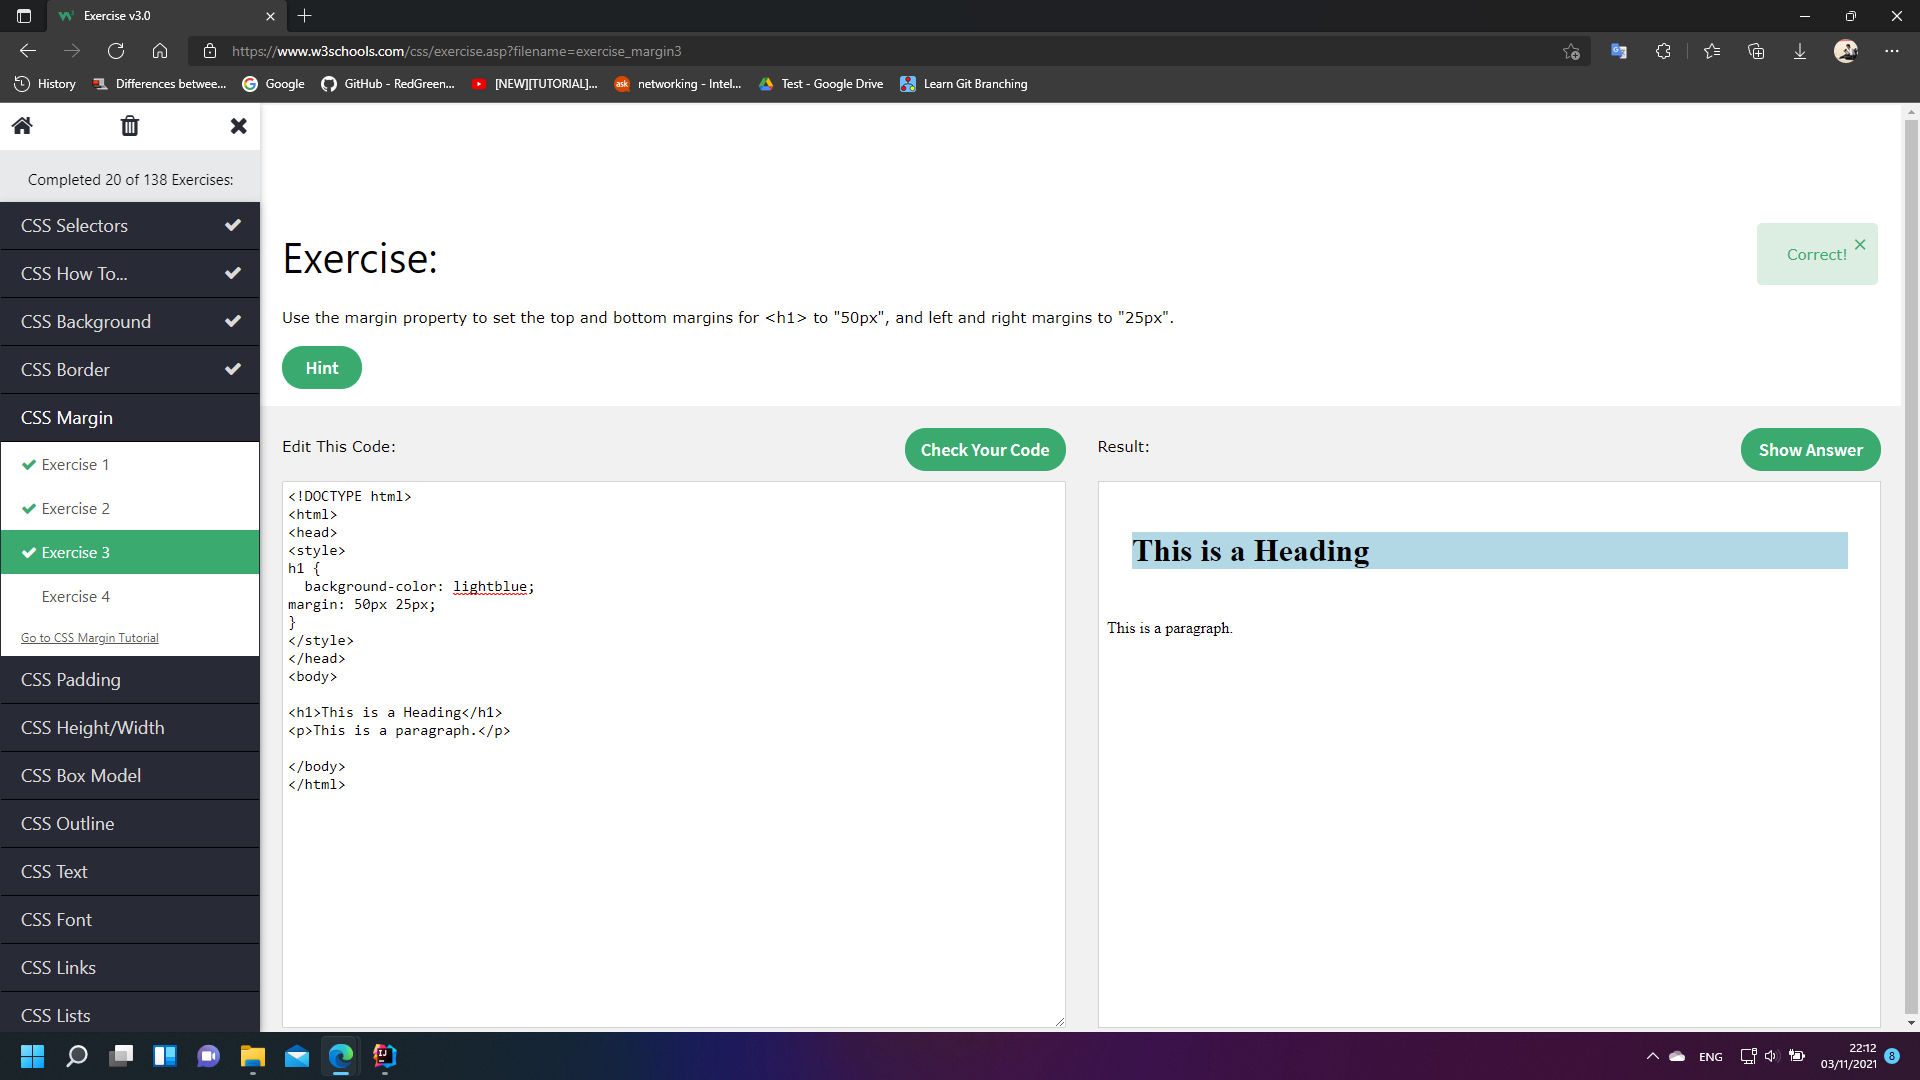 Exercise v3.0
https://www.w3schools.com/css/exercise.asp?filename=exercise_margin3
History
Differences betwee...
Google
GitHub - RedGreen...
[NEW][TUTORIAL]...
ask
networking - Intel...
Test - Google Drive
Learn Git Branching
Completed 20 of 138 Exercises:
CSS Selectors
CSS How To...
CSS Background
CSS Border
CSS Margin
Exercise 1
Exercise 2
Exercise 3
Exercise 4
Go to CSS Margin Tutorial
CSS Padding
CSS Height/Width
CSS Box Model
CSS Outline
CSS Text
CSS Font
CSS Links
CSS Lists
Exercise:
Correct!
Use the margin property to set the top and bottom margins for <h1> to "50px", and left and right margins to "25px".
Hint
Edit This Code:
Check Your Code
<!DOCTYPE html>
<html>
<head>
<style>
h1 {
  background-color: lightblue;
margin: 50px 25px;
}
</style>
</head>
<body>
<h1>This is a Heading</h1>
<p>This is a paragraph.</p>
</body>
</html>
Result:
Show Answer
This is a Heading
This is a paragraph.
IJ
ENG
22:12
03/11/2021
8